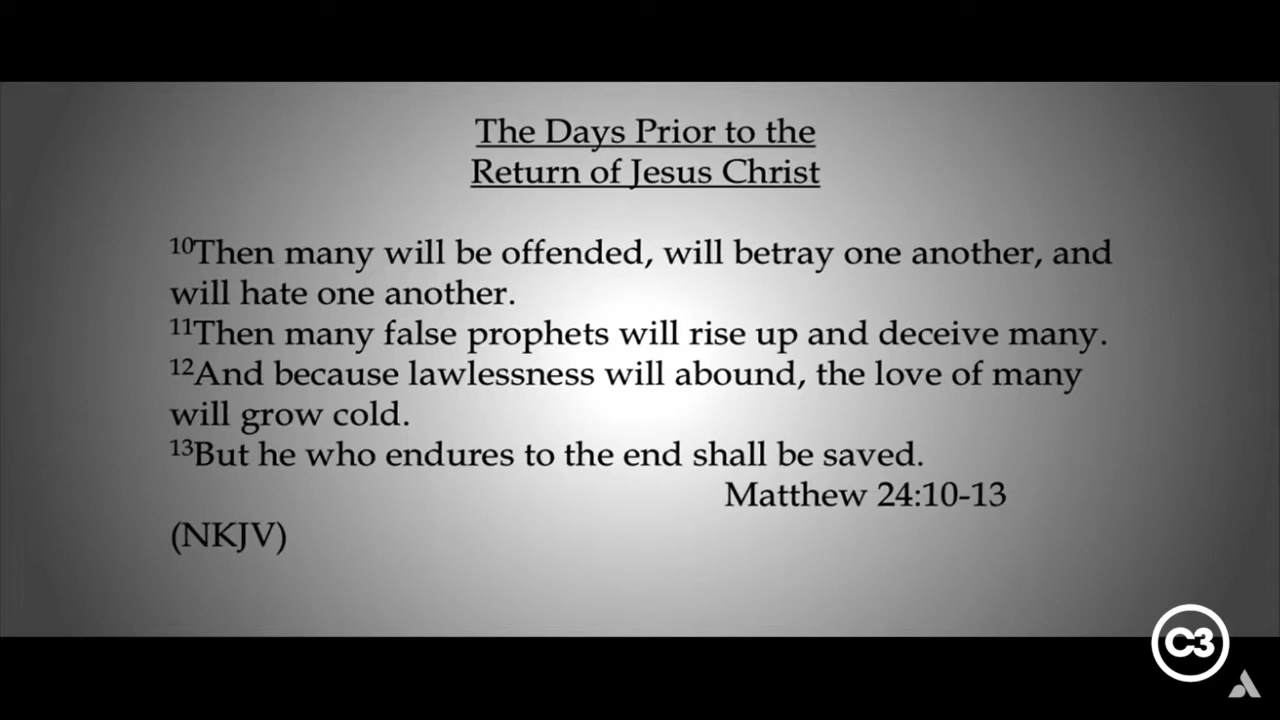 The Days Prior to the
Return of Jesus Christ
10Then many will be offended, will betray one another, and
will hate one another.
11Then many false prophets will rise up and deceive many.
12And because lawlessness will abound, the love of many
will grow cold.
13But he who endures to the end shall be saved.
Matthew 24:10-13
(NKJV)
C3